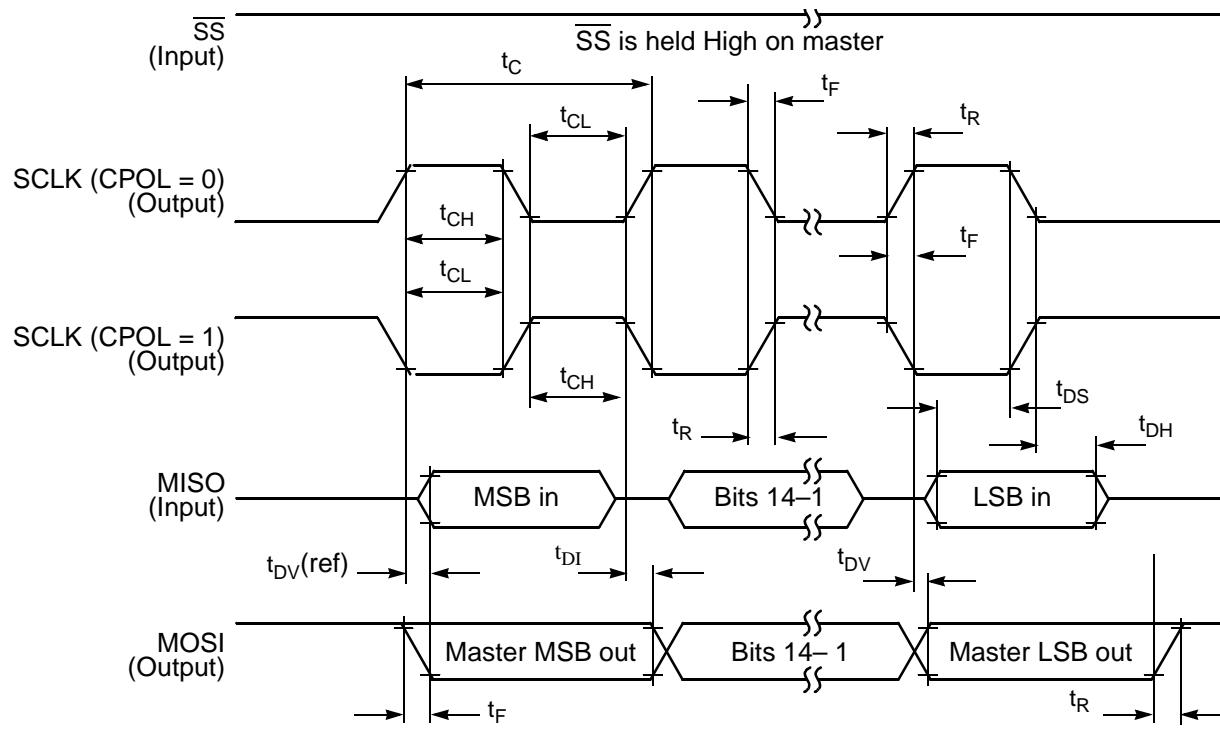 SS
(Input)
SS is held High on master
tC
tF
tR
tCL
SCLK (CPOL = 0)
(Output)
tCH
tF
tCL
SCLK (CPOL = 1)
(Output)
tCH
tDS
tR
tDH
MISO
(Input)
MSB in
Bits 14–1
LSB in
tDV(ref)
tDI
tDV
MOSI
(Output)
Master MSB out
Bits 14– 1
Master LSB out
tF
tR